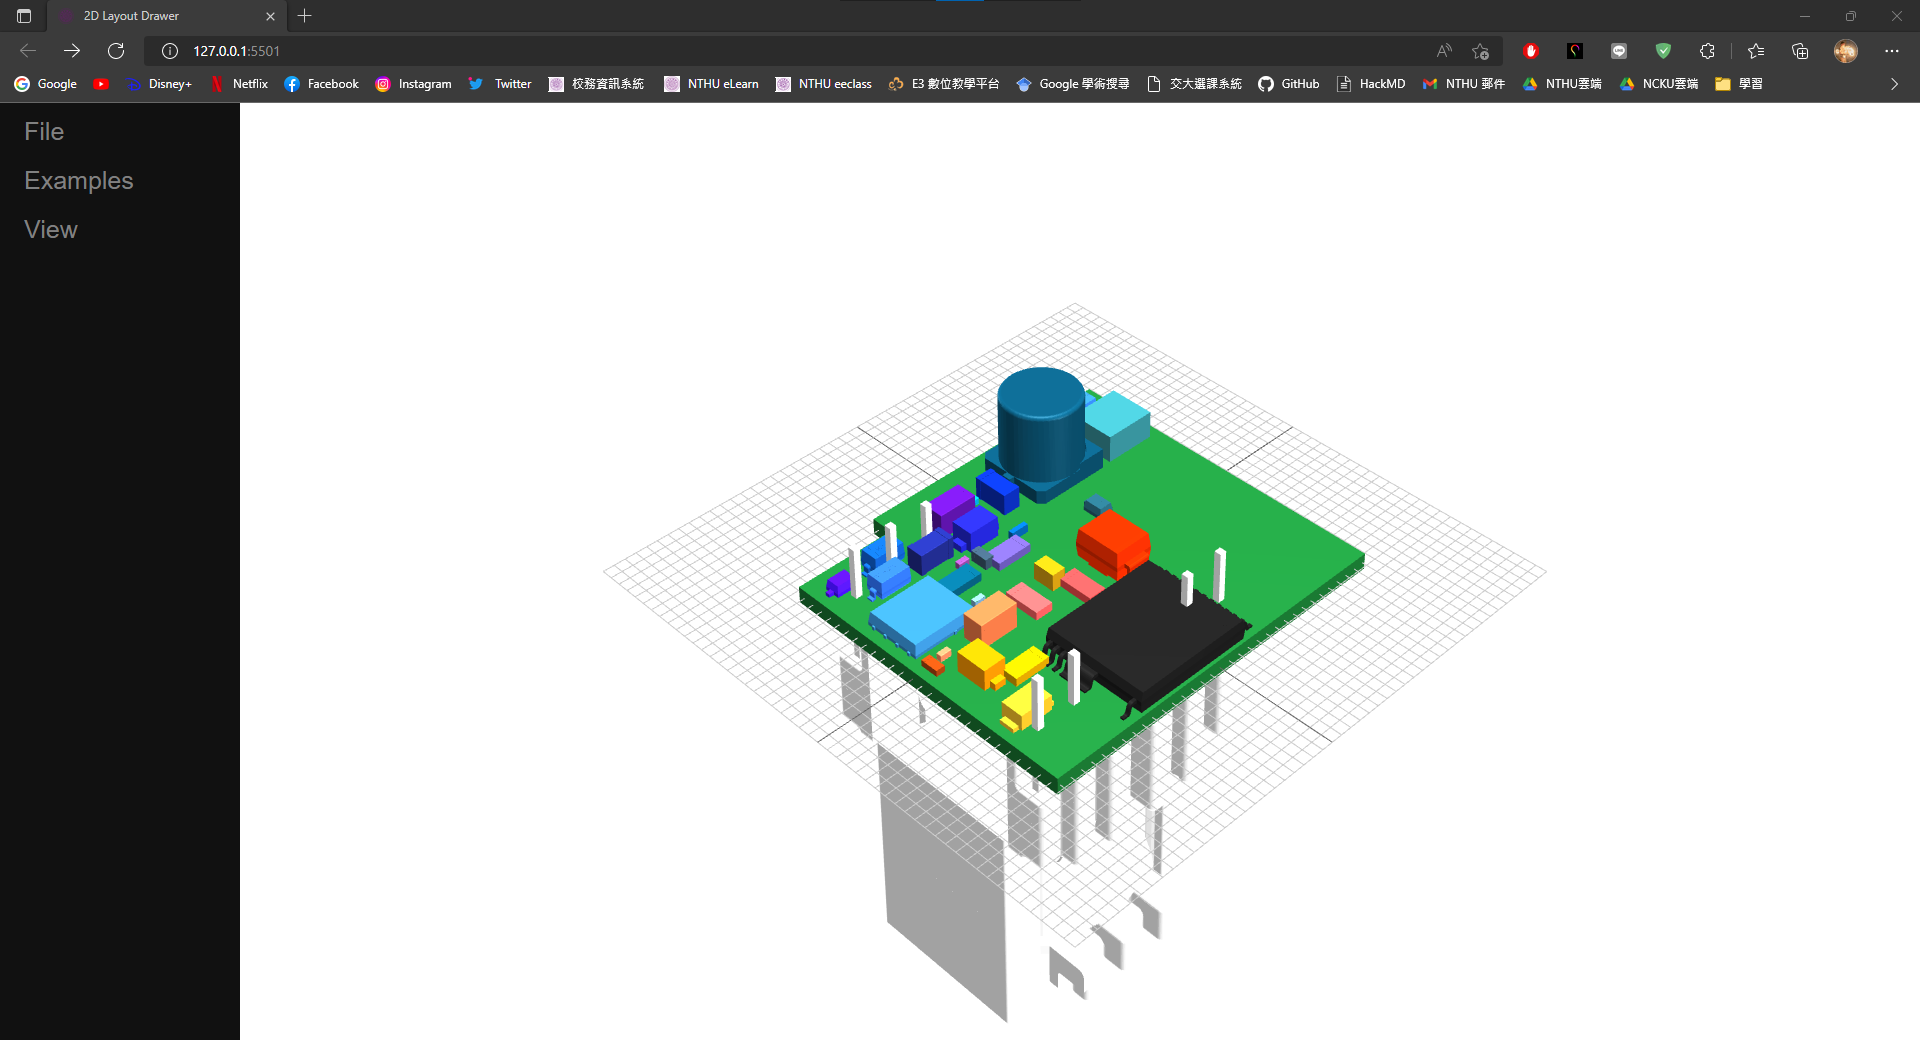 2D Layout Drawer
127.0.0.1:5501
Google Disney+ Netflix Facebook Instagram Twitter 校務資訊系統 NTHU eLearn NTHU eeclass E3 數位教學平台 Google 學術搜尋 交大選課系統 GitHub HackMD NTHU 郵件 NTHU雲端 NCKU雲端 學習
File
Examples
View